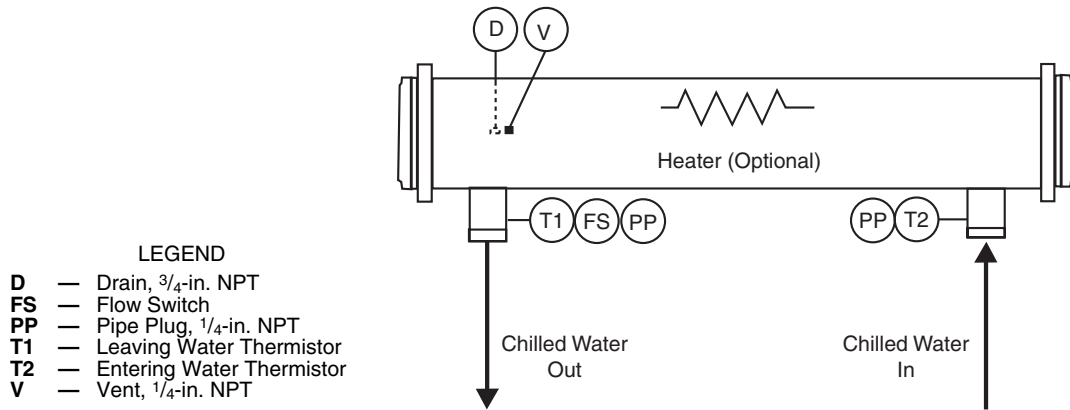 D V
Heater (Optional)
T1 FS PP
PP T2
LEGEND
D — Drain, 3/4-in. NPT
FS — Flow Switch
PP — Pipe Plug, 1/4-in. NPT
T1 — Leaving Water Thermistor
T2 — Entering Water Thermistor
V — Vent, 1/4-in. NPT
Chilled Water
Out
Chilled Water
In